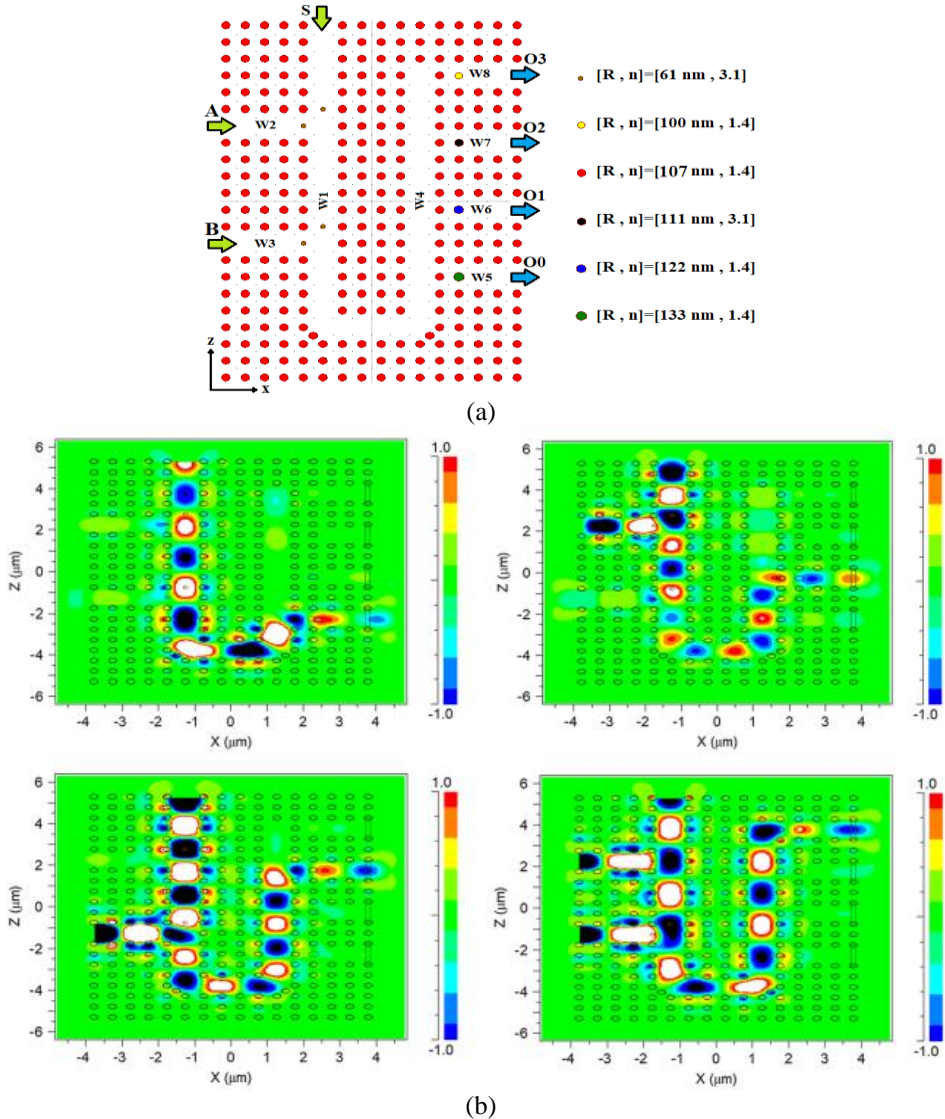 S
O3
W8
[R , n]=[61 nm , 3.1]
A
W2
[R , n]=[100 nm , 1.4]
O2
W7
[R , n]=[107 nm , 1.4]
W1
W4
O1
W6
[R , n]=[111 nm , 3.1]
B
W3
O0
W5
[R , n]=[122 nm , 1.4]
[R , n]=[133 nm , 1.4]
z
x
(a)
6
4
2
0
-2
-4
-6
Z (μm)
-4 -3 -2 -1 0 1 2 3 4
X (μm)
1.0
-1.0
6
4
2
0
-2
-4
-6
Z (μm)
-4 -3 -2 -1 0 1 2 3 4
X (μm)
1.0
-1.0
6
4
2
0
-2
-4
-6
Z (μm)
-4 -3 -2 -1 0 1 2 3 4
X (μm)
1.0
-1.0
6
4
2
0
-2
-4
-6
Z (μm)
-4 -3 -2 -1 0 1 2 3 4
X (μm)
1.0
-1.0
(b)